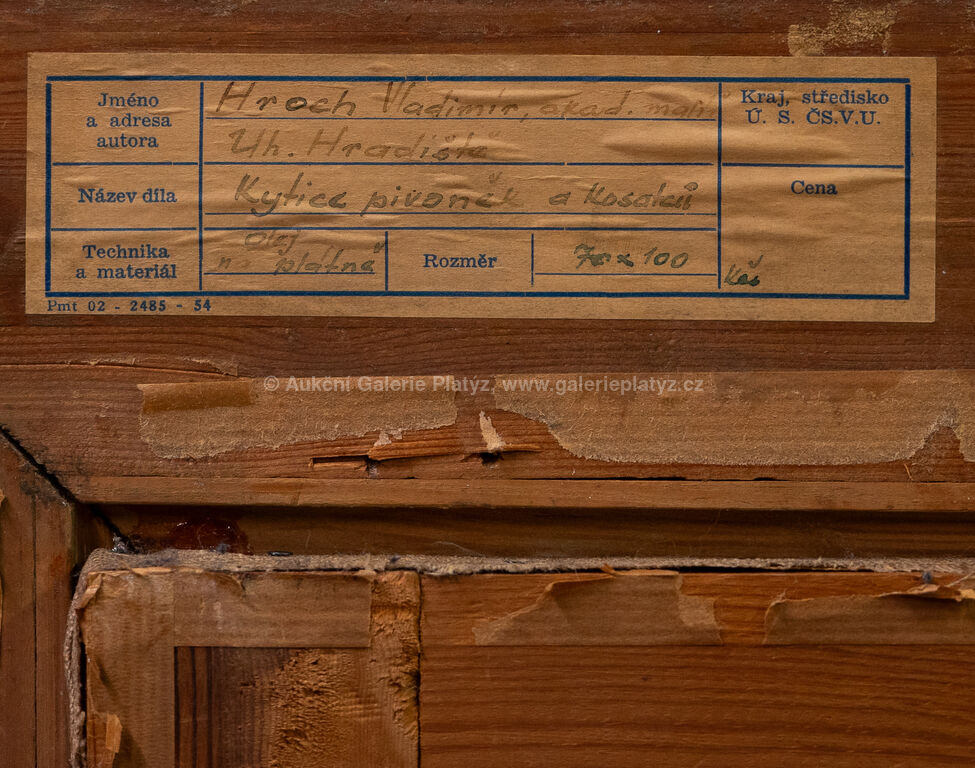 Jméno
a adresa
autora
Hroch Vladimír, akad. malíř
Uh. Hradiště
Kraj, středisko
Ú. S. ČS.V.U.
Název díla
Kytice pivoněk a Kosatců
Cena
Technika
a materiál
Olej
na plátně
Rozměr
70 x 100
Pmt 02 - 2485 - 54
© Aukční Galerie Platýz, www.galerieplatyz.cz